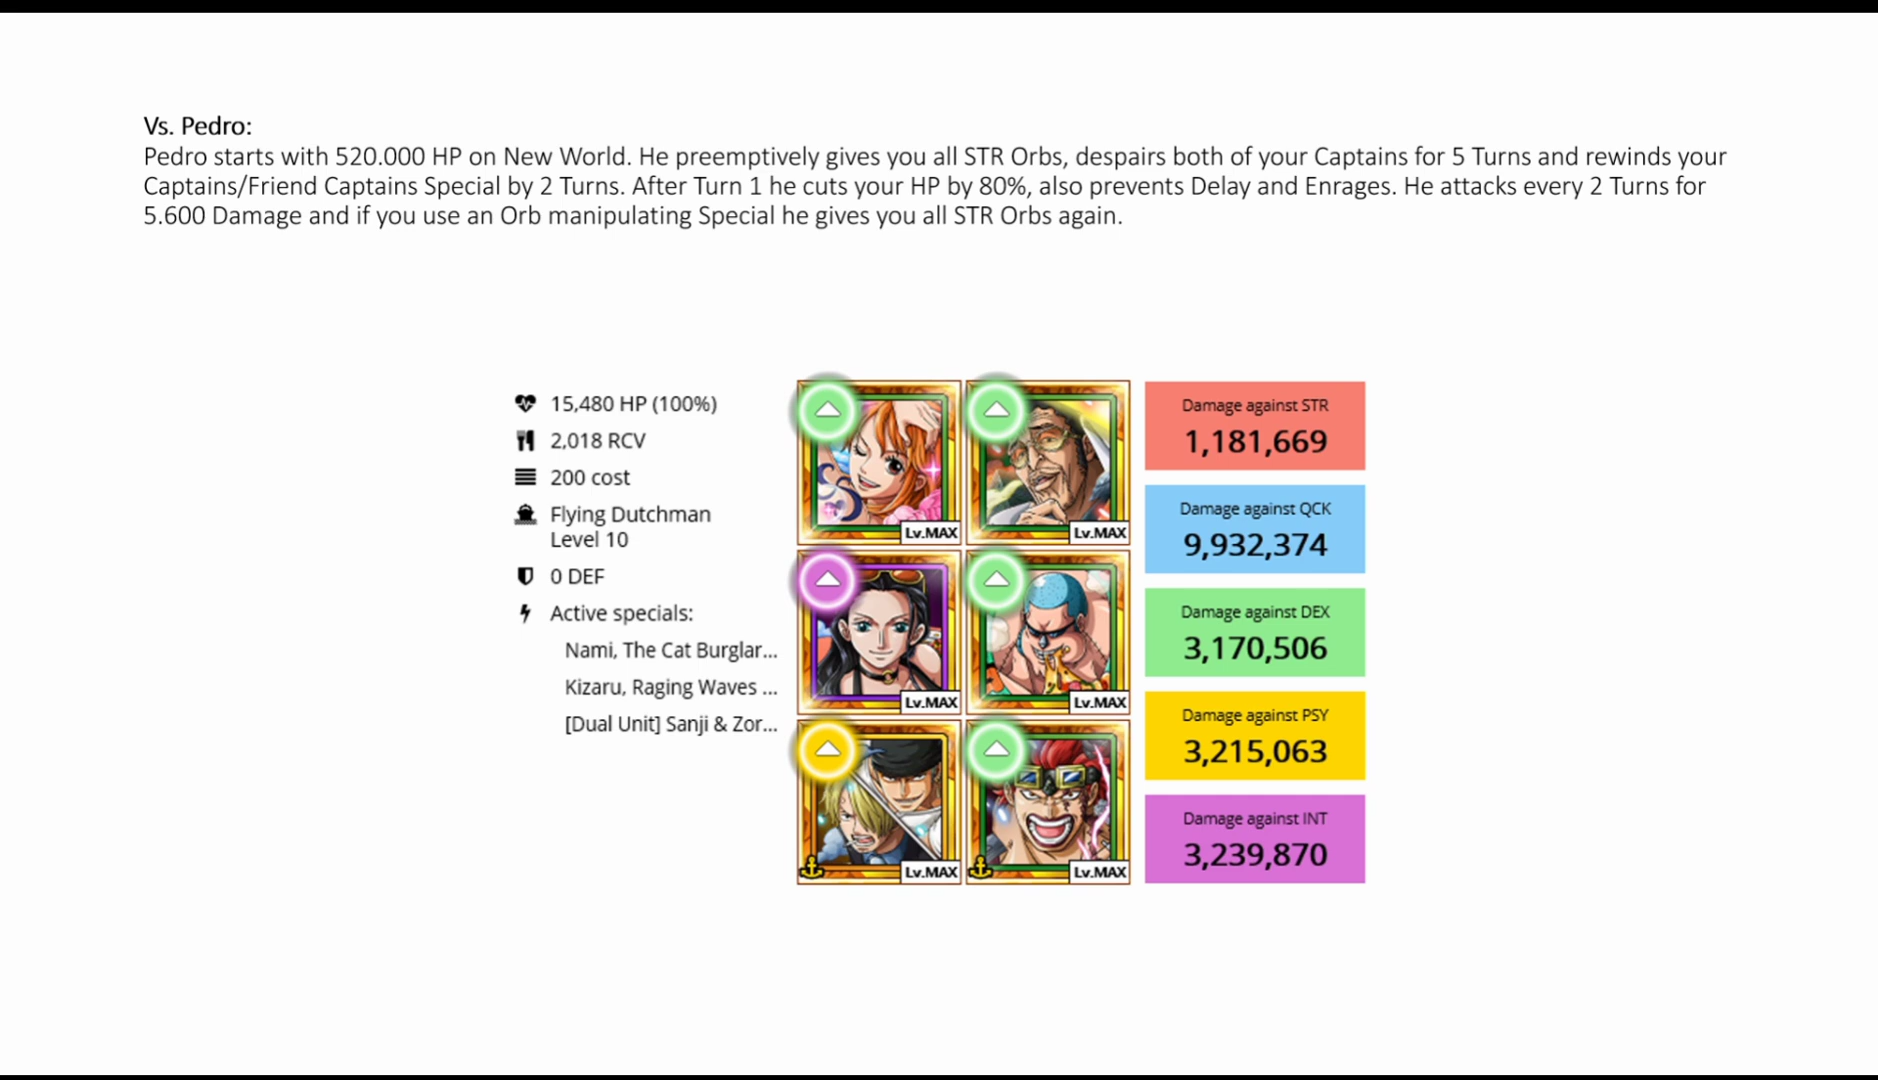 Vs. Pedro:
Pedro starts with 520.000 HP on New World. He preemptively gives you all STR Orbs, despairs both of your Captains for 5 Turns and rewinds your
Captains/Friend Captains Special by 2 Turns. After Turn 1 he cuts your HP by 80%, also prevents Delay and Enrages. He attacks every 2 Turns for
5.600 Damage and if you use an Orb manipulating Special he gives you all STR Orbs again.
15,480 HP (100%)
2,018 RCV
200 cost
Flying Dutchman
Level 10
0 DEF
Active specials:
Nami, The Cat Burglar...
Kizaru, Raging Waves ...
[Dual Unit] Sanji & Zor...
Lv.MAX
Lv.MAX
Lv.MAX
Lv.MAX
Lv.MAX
Lv.MAX
Damage against STR
1,181,669
Damage against QCK
9,932,374
Damage against DEX
3,170,506
Damage against PSY
3,215,063
Damage against INT
3,239,870